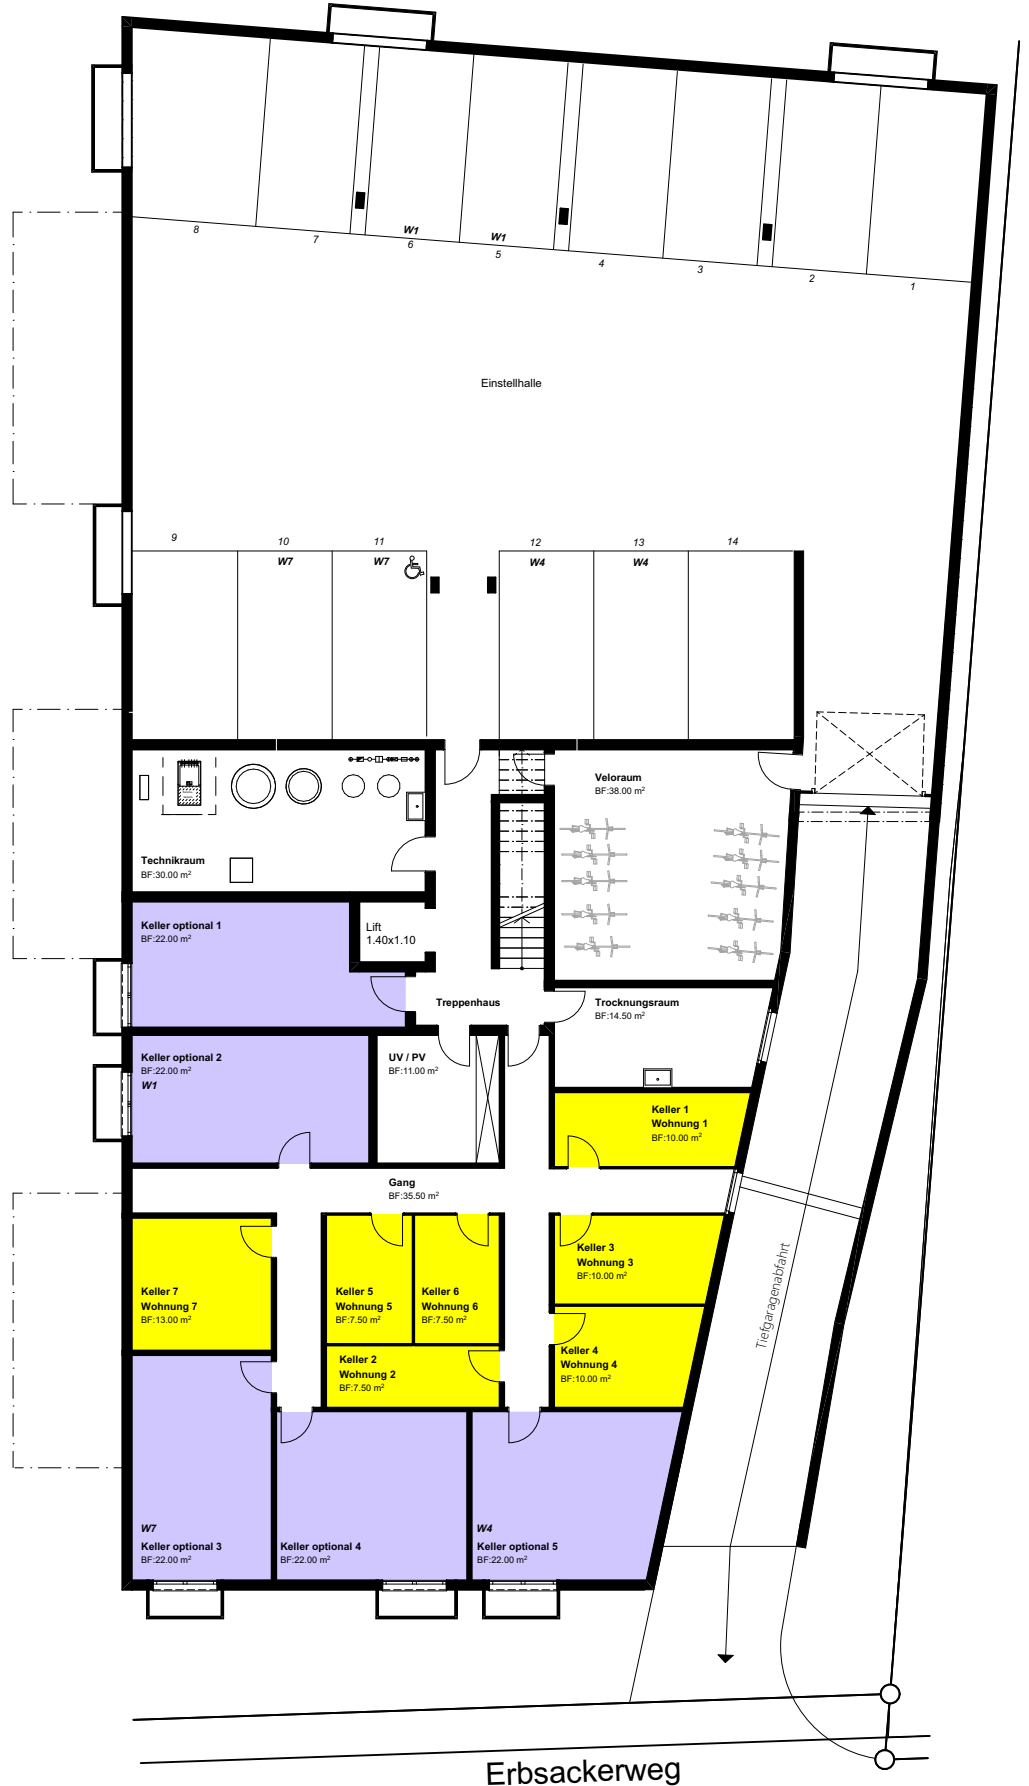 8
7
W1
6
W1
5
4
3
2
1
Einstellhalle
9
10
W7
11
W7
12
W4
13
W4
14
Veloraum
BF:38.00 m²
Technikraum
BF:30.00 m²
Keller optional 1
BF:22.00 m²
Lift
1.40x1.10
Treppenhaus
Trocknungsraum
BF:14.50 m²
Keller optional 2
BF:22.00 m²
W1
UV / PV
BF:11.00 m²
Keller 1
Wohnung 1
BF:10.00 m²
Gang
BF:35.50 m²
Keller 3
Wohnung 3
BF:10.00 m²
Keller 7
Wohnung 7
BF:13.00 m²
Keller 5
Wohnung 5
BF:7.50 m²
Keller 6
Wohnung 6
BF:7.50 m²
Keller 2
Wohnung 2
BF:7.50 m²
Keller 4
Wohnung 4
BF:10.00 m²
Tiefgaragenabfahrt
W7
Keller optional 3
BF:22.00 m²
Keller optional 4
BF:22.00 m²
W4
Keller optional 5
BF:22.00 m²
Erbsackerweg